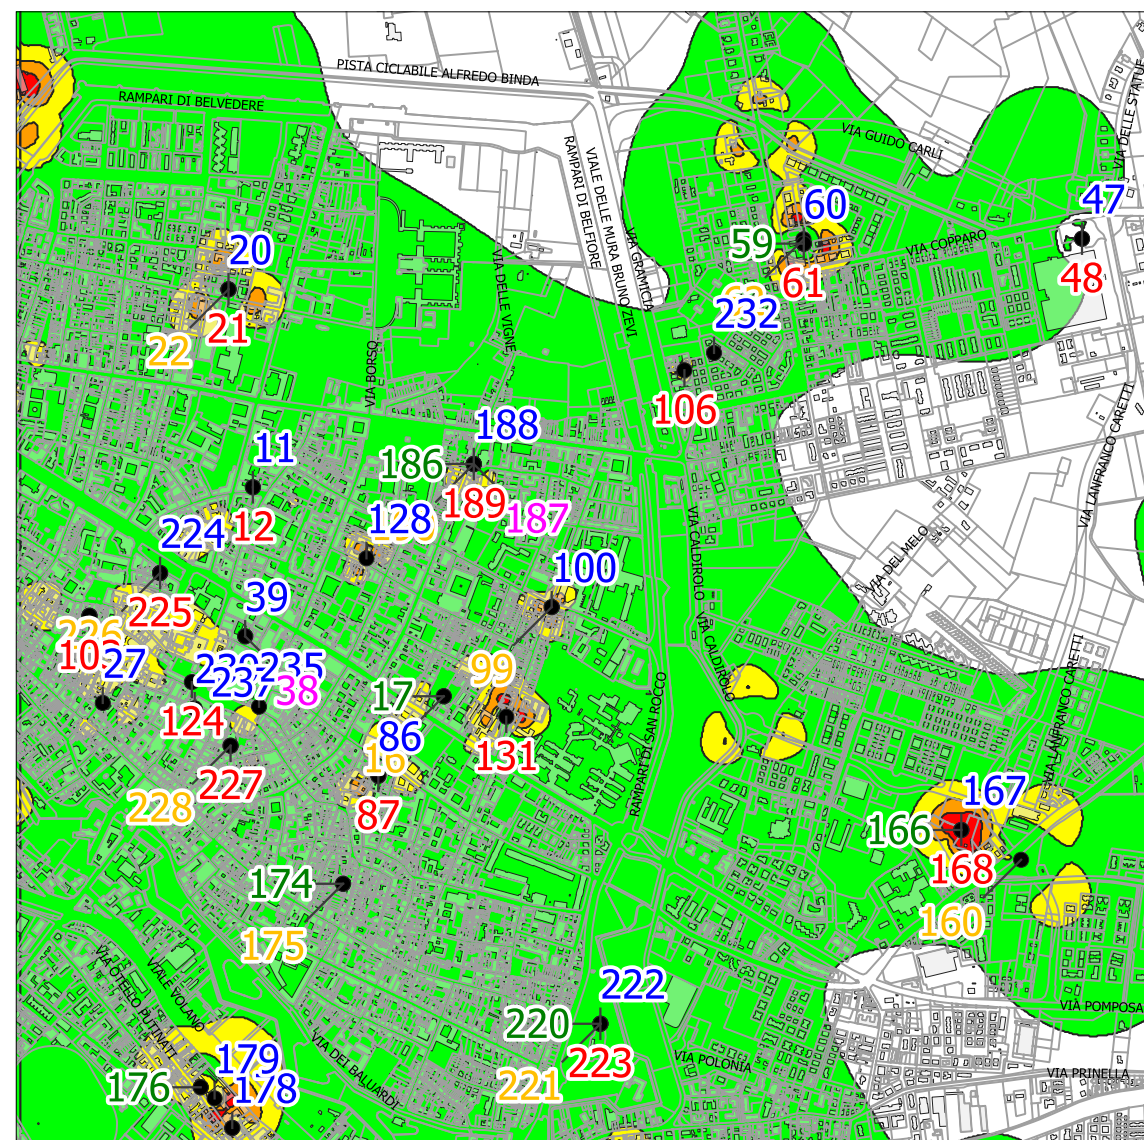 PISTA CICLABILE ALFREDO BINDA
RAMPARI DI BELVEDERE
VIA DELLE STATUE
VIA GUIDO CARLI
VIALE DELLE MURA BRUNO ZEVI
RAMPARI DI BELFIORE
VIA GRAMICIA
VIA COPPARO
47
48
60
59
61
20
21
22
VIA DELLE VIGNE
VIA BORSO
232
106
188
186
189
187
11
12
VIA LANFRANCO CARETTI
128
224
225
VIA CALDIROLO
VIA DEL MELO
100
99
39
27
235
237
38
124
VIA CALDIROLO
RAMPARI DI SAN ROCCO
VIA LANFRANCO CARETTI
17
131
86
16
87
227
228
167
166
168
160
174
175
222
220
223
221
VIALE VOLANO
VIA OTELLO PUTINATI
VIA DEI BALUARDI
VIA POLONIA
VIA POMPOSA
VIA PRINELLA
179
176
178